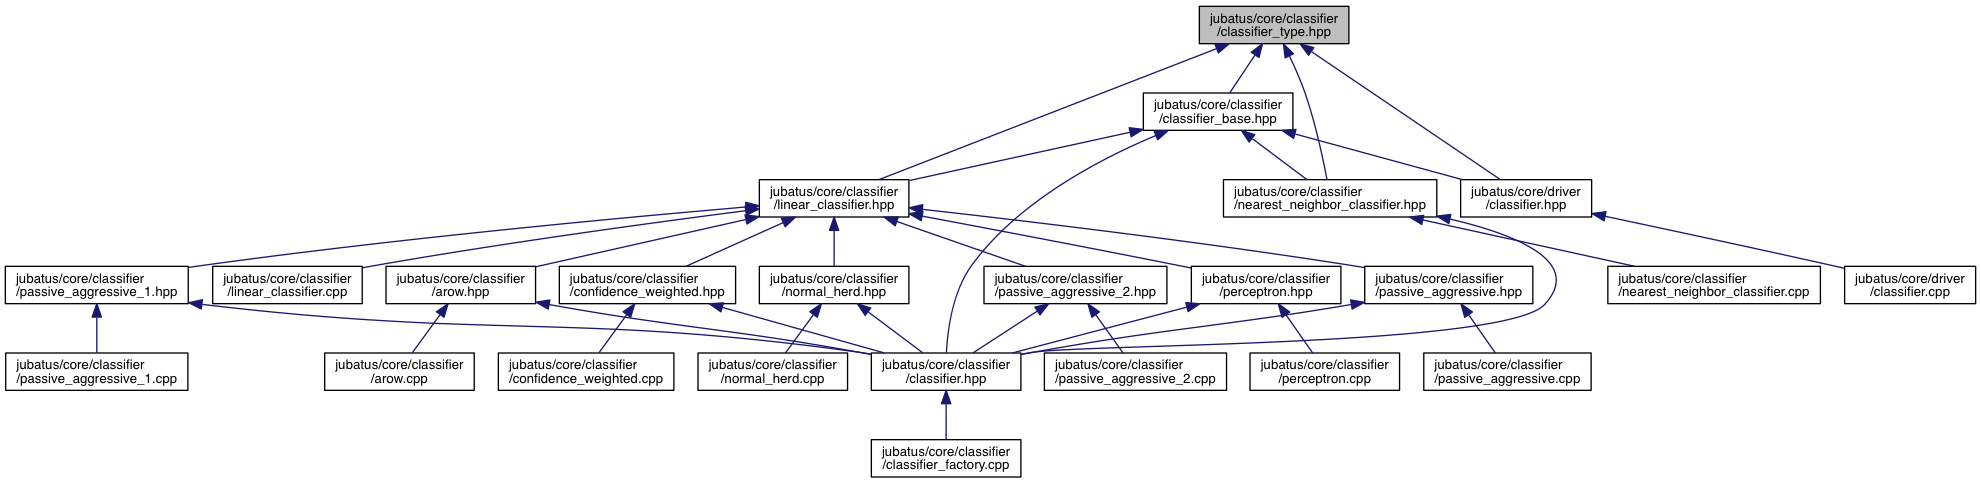 jubatus/core/classifier
/classifier_type.hpp
jubatus/core/classifier
/classifier_base.hpp
jubatus/core/classifier
/linear_classifier.hpp
jubatus/core/classifier
/nearest_neighbor_classifier.hpp
jubatus/core/driver
/classifier.hpp
jubatus/core/classifier
/passive_aggressive_1.hpp
jubatus/core/classifier
/linear_classifier.cpp
jubatus/core/classifier
/arow.hpp
jubatus/core/classifier
/confidence_weighted.hpp
jubatus/core/classifier
/normal_herd.hpp
jubatus/core/classifier
/passive_aggressive_2.hpp
jubatus/core/classifier
/perceptron.hpp
jubatus/core/classifier
/passive_aggressive.hpp
jubatus/core/classifier
/nearest_neighbor_classifier.cpp
jubatus/core/driver
/classifier.cpp
jubatus/core/classifier
/passive_aggressive_1.cpp
jubatus/core/classifier
/arow.cpp
jubatus/core/classifier
/confidence_weighted.cpp
jubatus/core/classifier
/normal_herd.cpp
jubatus/core/classifier
/classifier.hpp
jubatus/core/classifier
/passive_aggressive_2.cpp
jubatus/core/classifier
/perceptron.cpp
jubatus/core/classifier
/passive_aggressive.cpp
jubatus/core/classifier
/classifier_factory.cpp